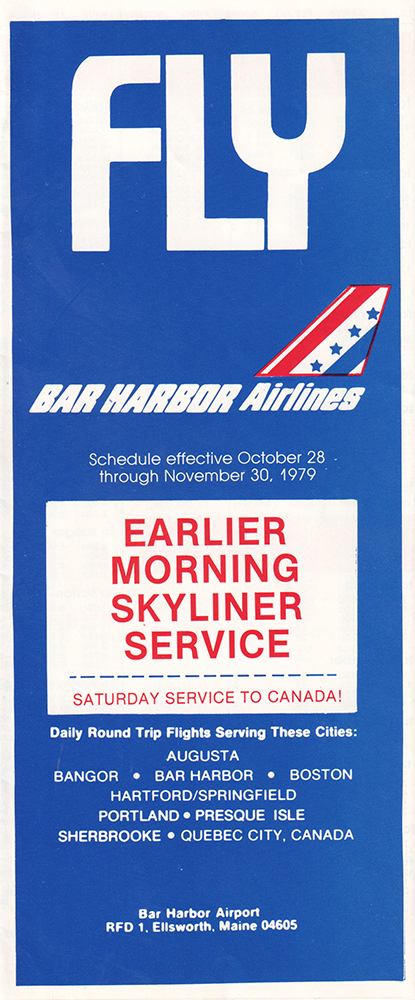 FLY
BAR HARBOR Airlines
Schedule effective October 28
through November 30, 1979
EARLIER
MORNING
SKYLINER
SERVICE
SATURDAY SERVICE TO CANADA!
Daily Round Trip Flights Serving These Cities:
AUGUSTA
BANGOR • BAR HARBOR • BOSTON
HARTFORD/SPRINGFIELD
PORTLAND • PRESQUE ISLE
SHERBROOKE • QUEBEC CITY, CANADA
Bar Harbor Airport
RFD 1, Ellsworth, Maine 04605